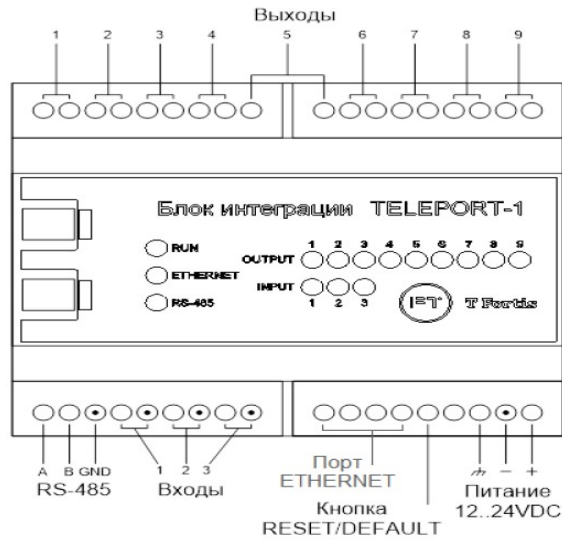 Выходы
1 2 3 4 5 6 7 8 9
Блок интеграции TELEPORT-1
1 2 3 4 5 6 7 8 9
RUN
OUTPUT
ETHERNET
INPUT
RS-485
1 2 3
T Fortis
A B GND 1 2 3
RS-485
Входы
Порт
ETHERNET
Кнопка
RESET/DEFAULT
− +
Питание
12..24VDC